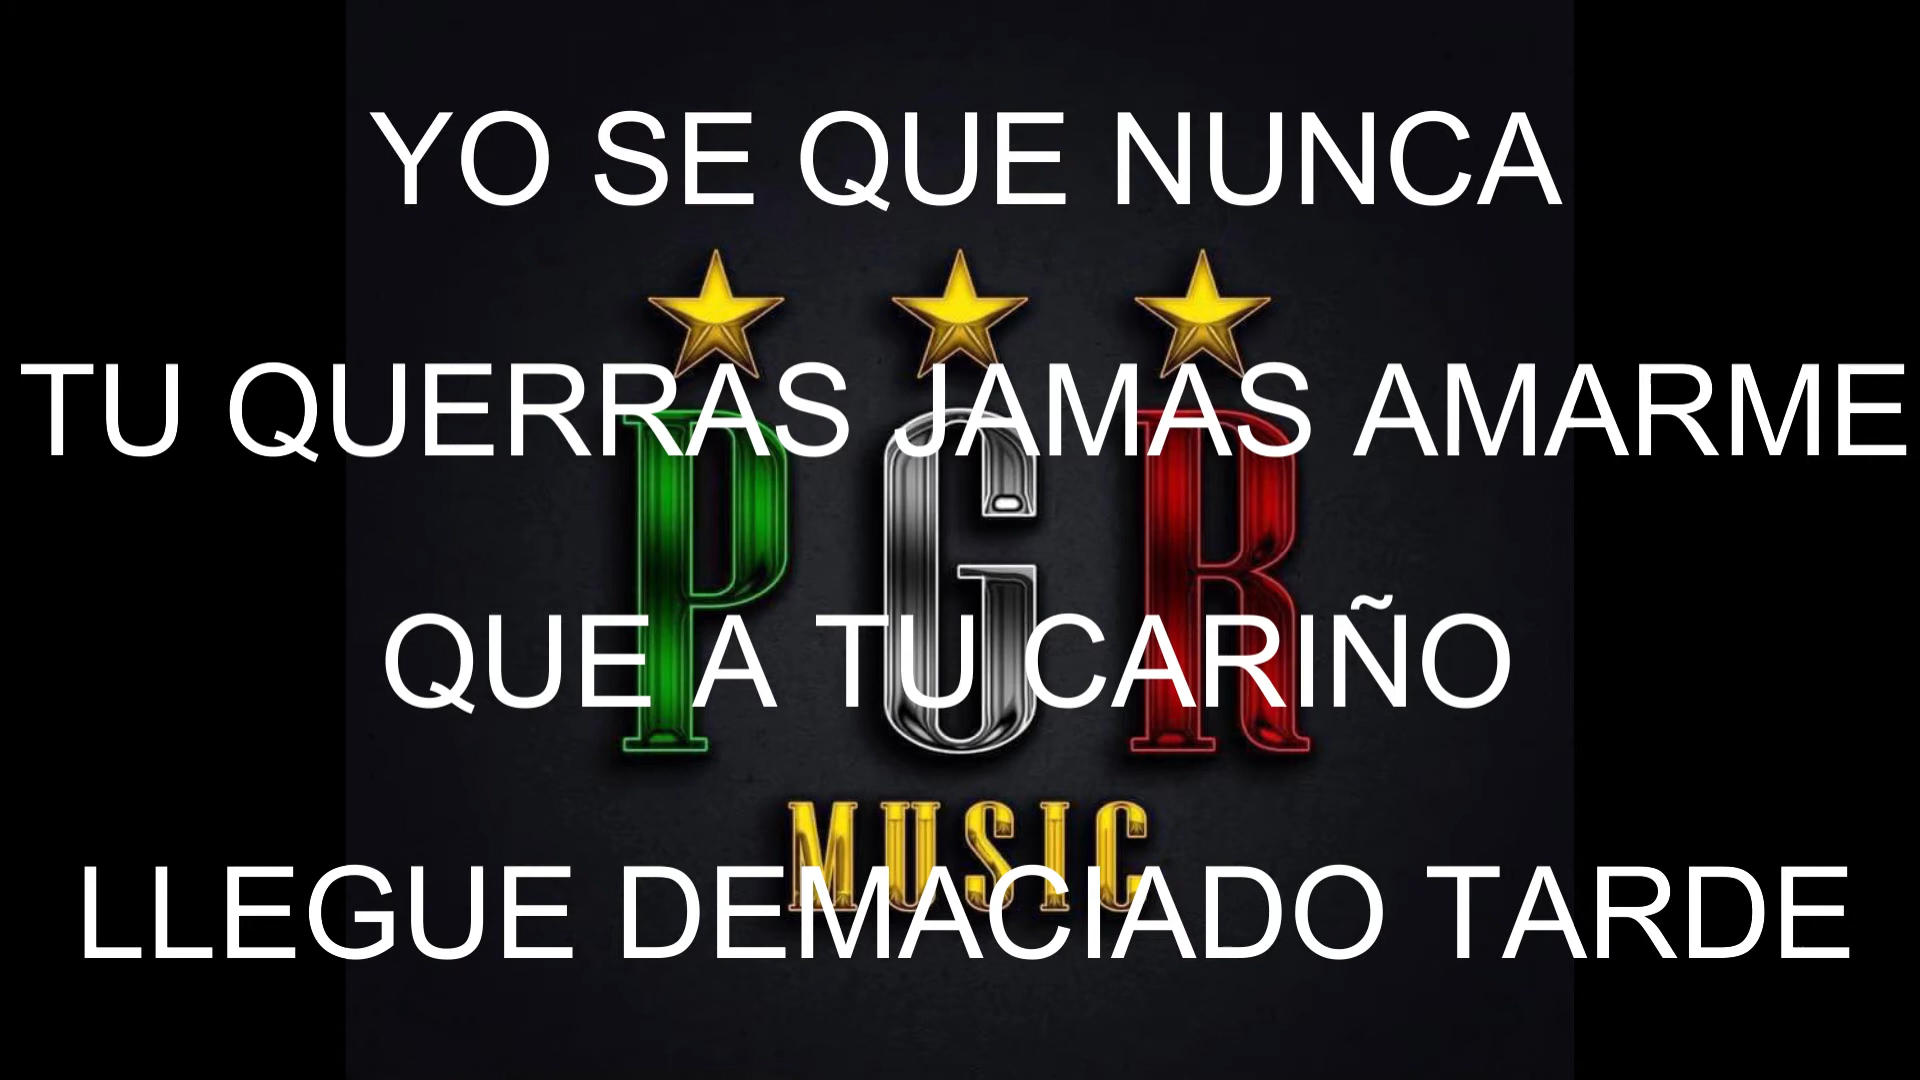 YO SE QUE NUNCA
TU QUERRAS JAMAS AMARME
PGR
QUE A TU CARIÑO
MUSIC
LLEGUE DEMACIADO TARDE